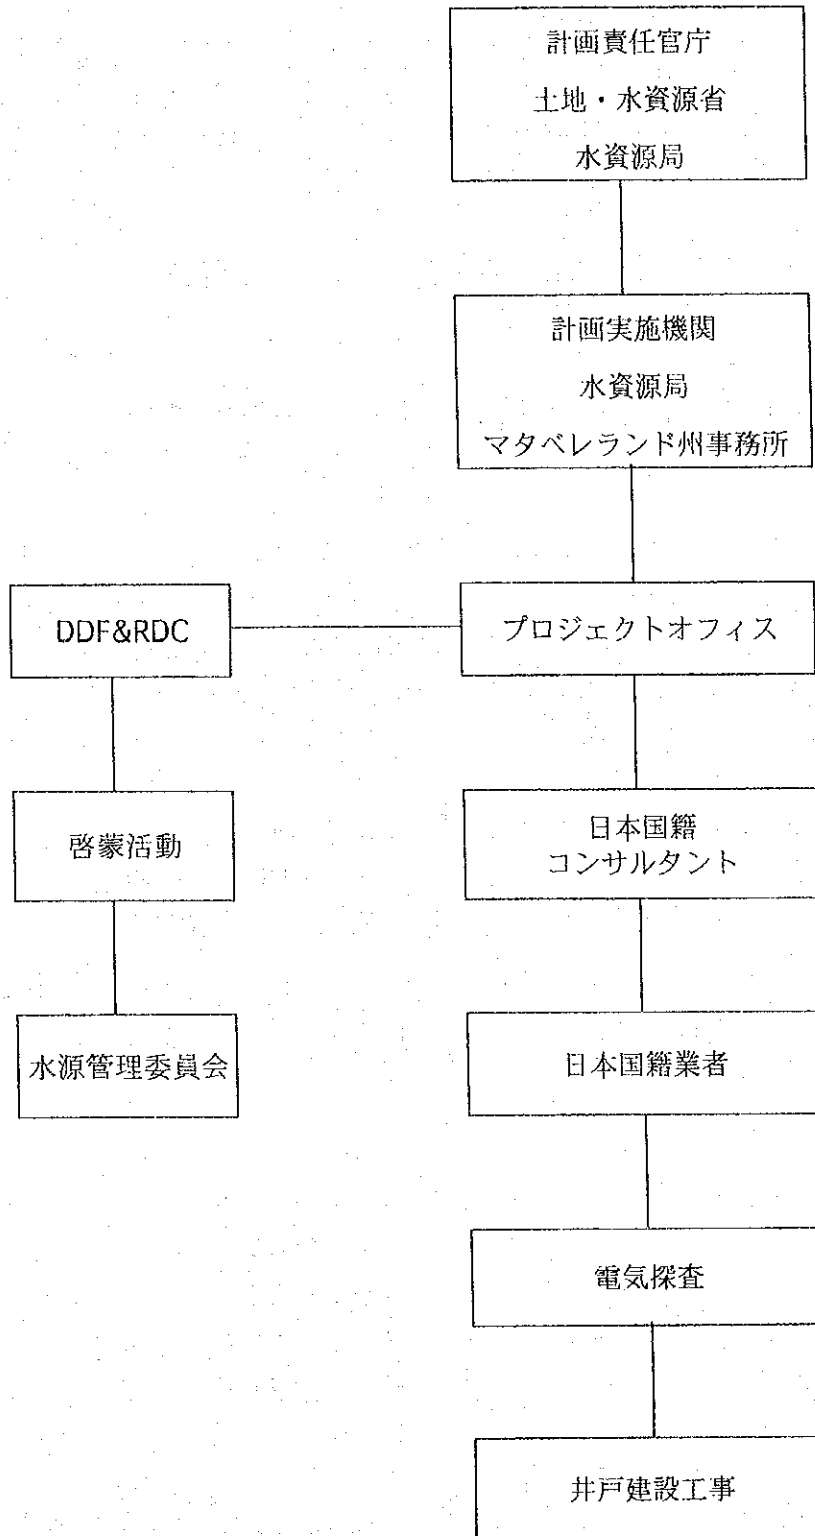 計画責任官庁
土地・水資源省
水資源局
計画実施機関
水資源局
マタベレランド州事務所
DDF&RDC
プロジェクトオフィス
啓蒙活動
日本国籍
コンサルタント
水源管理委員会
日本国籍業者
電気探査
井戸建設工事